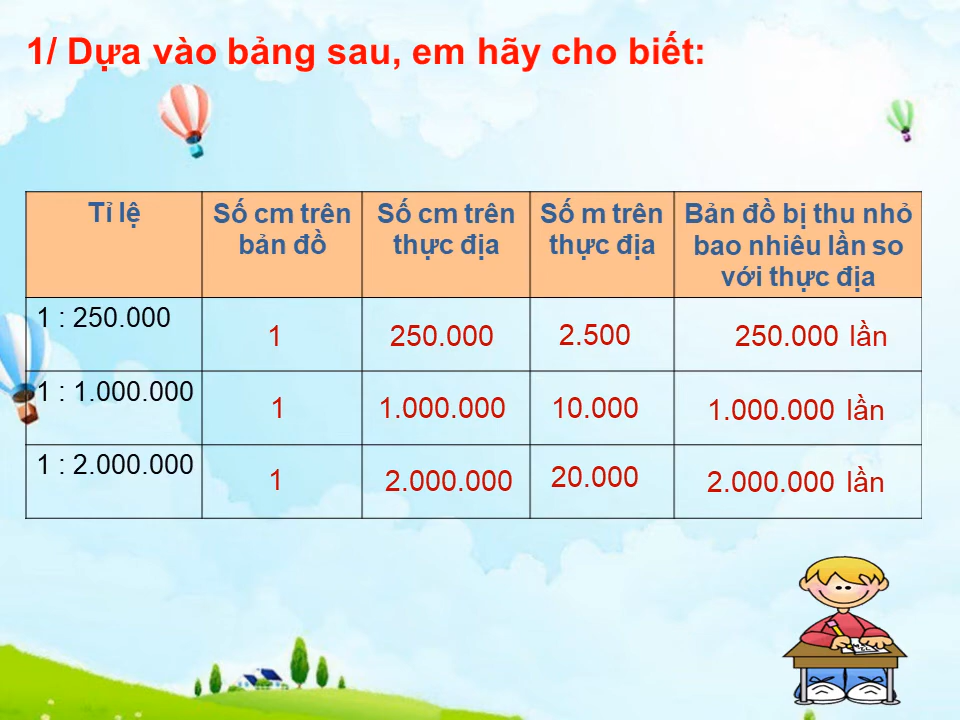 1/ Dựa vào bảng sau, em hãy cho biết:
Tỉ lệ
Số cm trên
bản đồ
Số cm trên
thực địa
Số m trên
thực địa
Bản đồ bị thu nhỏ
bao nhiêu lần so
với thực địa
1 : 250.000
1
250.000
2.500
250.000 lần
1 : 1.000.000
1
1.000.000
10.000
1.000.000 lần
1 : 2.000.000
1
2.000.000
20.000
2.000.000 lần